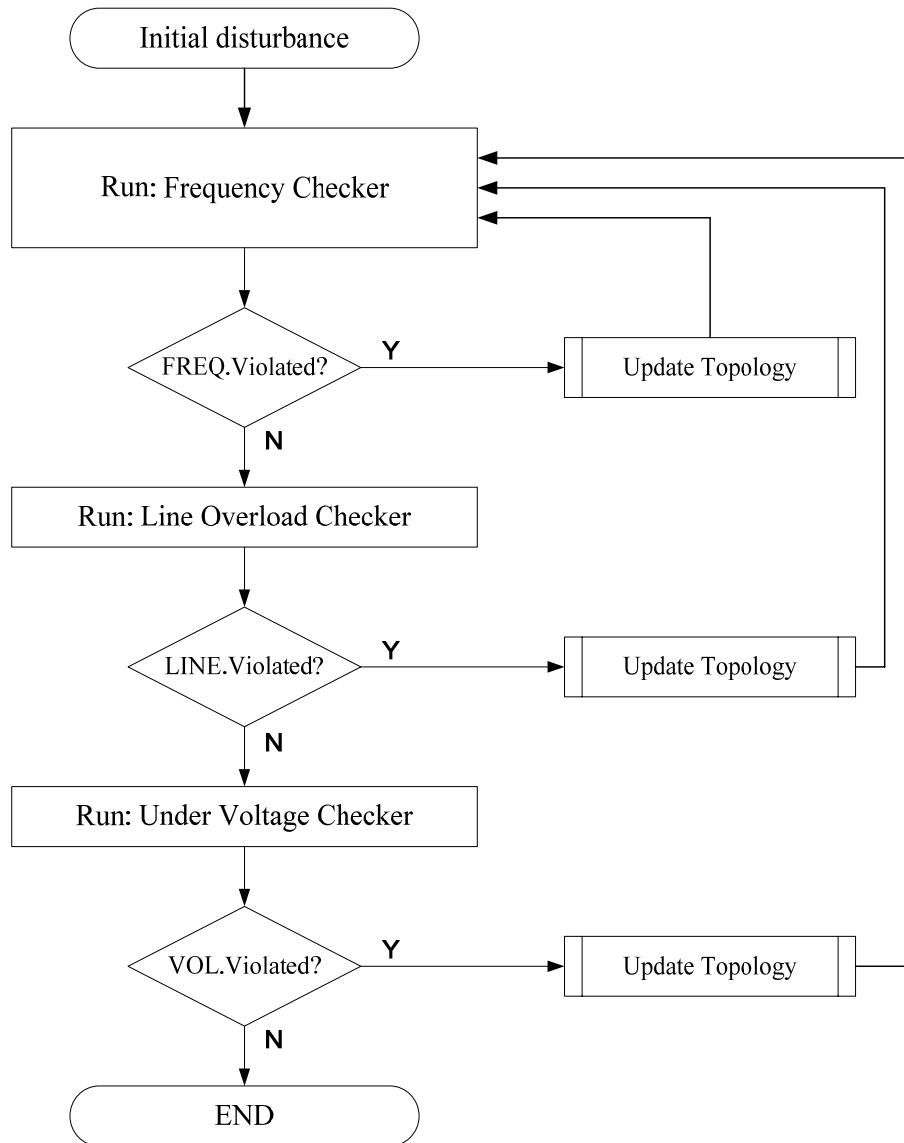 Initial disturbance
Run: Frequency Checker
FREQ.Violated?
Y
Update Topology
N
Run: Line Overload Checker
LINE.Violated?
Y
Update Topology
N
Run: Under Voltage Checker
VOL.Violated?
Y
Update Topology
N
END